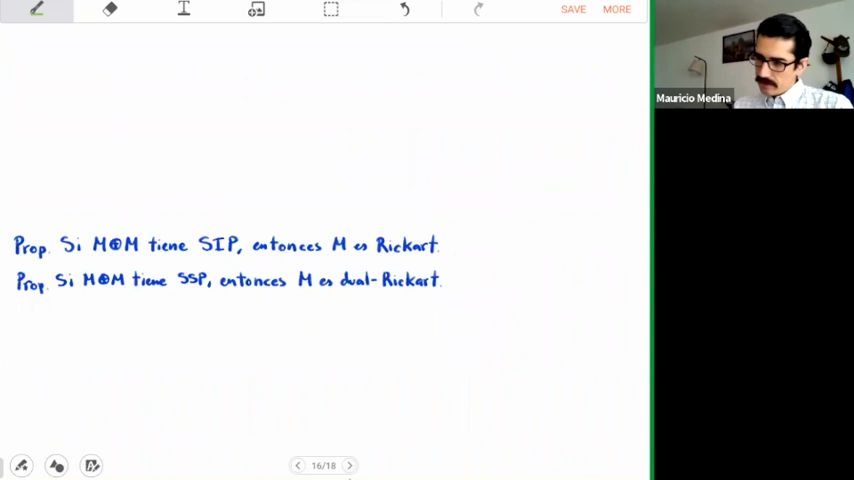 SAVE MORE
Mauricio Medina
Prop. Si M⊕M tiene SIP, entonces M es Rickart.
Prop. Si M⊕M tiene SSP, entonces M es dual-Rickart.
16/18